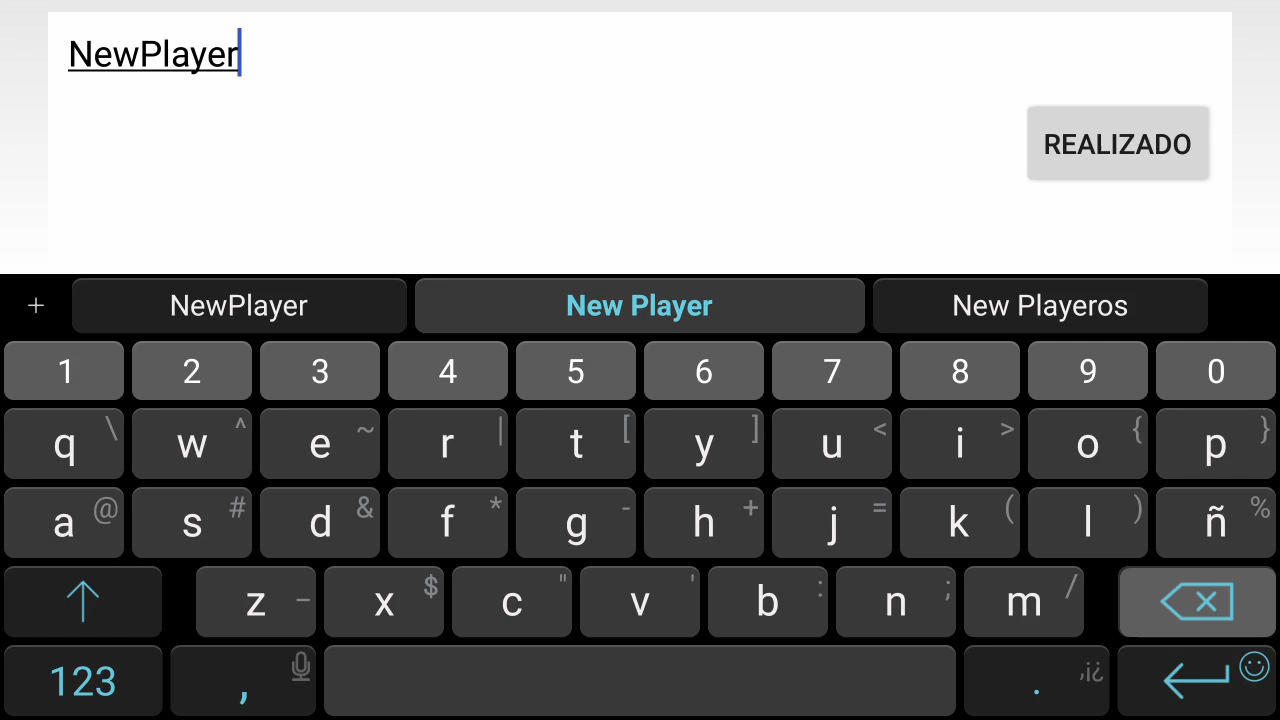 NewPlayer
REALIZADO
+ NewPlayer New Player New Playeros
1 2 3 4 5 6 7 8 9 0
q \ w ^ e ~ r | t [ y ] u < i > o { p }
a @ s # d & f * g - h + j = k ( l ) ñ %
z _ x $ c " v ' b : n ; m /
123 , . ,¡¿